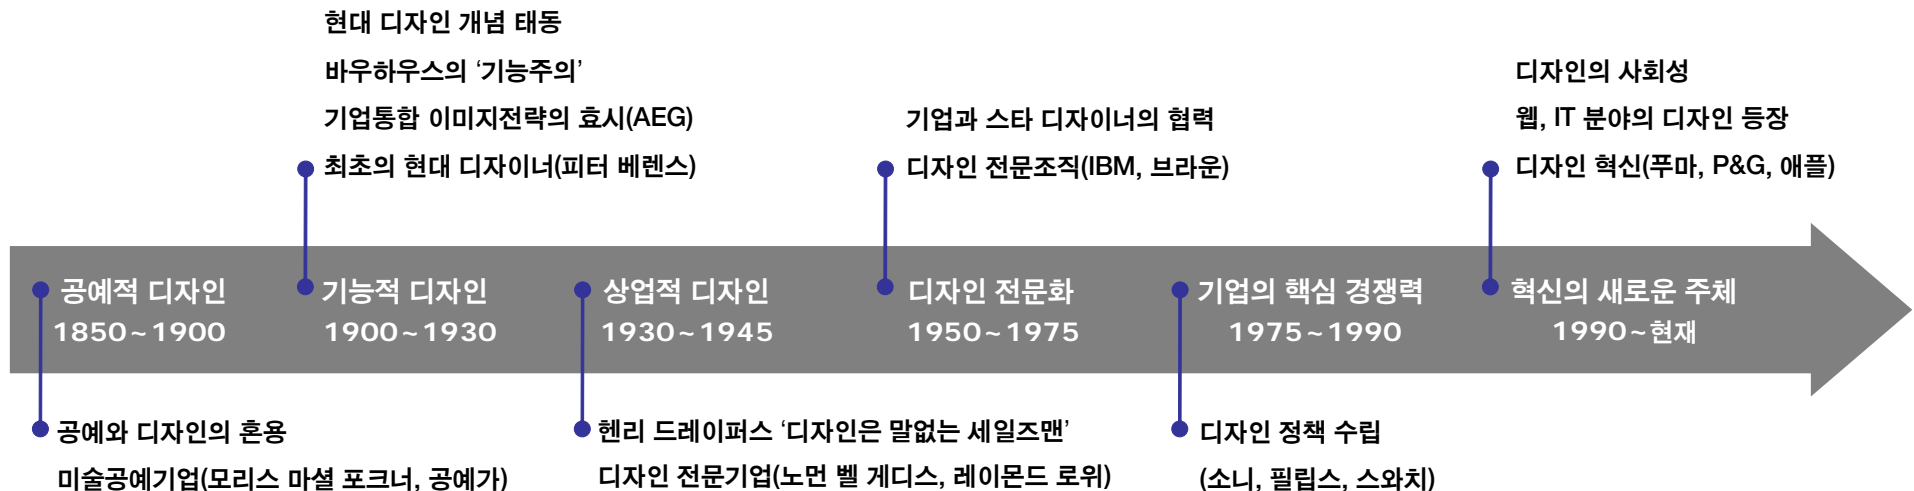 현대 디자인 개념 태동
바우하우스의 ‘기능주의’
기업통합 이미지전략의 효시(AEG)
최초의 현대 디자이너(피터 베렌스)
기업과 스타 디자이너의 협력
디자인 전문조직(IBM, 브라운)
디자인의 사회성
웹, IT 분야의 디자인 등장
디자인 혁신(푸마, P&G, 애플)
공예적 디자인
1850~1900
기능적 디자인
1900~1930
상업적 디자인
1930~1945
디자인 전문화
1950~1975
기업의 핵심 경쟁력
1975~1990
혁신의 새로운 주체
1990~현재
공예와 디자인의 혼용
미술공예기업(모리스 마셜 포크너, 공예가)
헨리 드레이퍼스 ‘디자인은 말없는 세일즈맨’
디자인 전문기업(노먼 벨 게디스, 레이몬드 로위)
디자인 정책 수립
(소니, 필립스, 스와치)